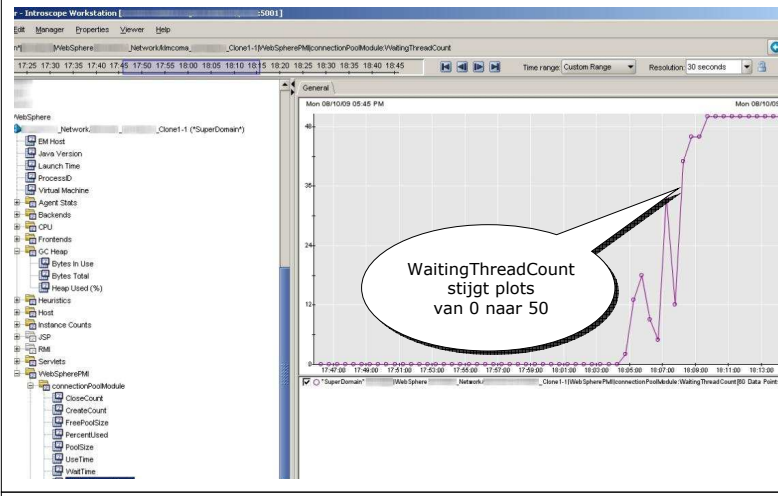 r - Introscope Workstation [ :5001]
Edit Manager Properties Viewer Help
WebSphere _Network/ _Clone1-1|WebSpherePMI|connectionPoolModule:WaitingThreadCount
17:25 17:30 17:35 17:40 17:45 17:50 17:55 18:00 18:05 18:10 18:15 18:20 18:25 18:30 18:35 18:40 18:45
Time range: Custom Range Resolution: 30 seconds
General
Mon 08/10/09 05:45 PM Mon 08/10/09
WebSphere
_Network/ _ _Clone1-1 (*SuperDomain*)
EM Host
Java Version
Launch Time
ProcessID
Virtual Machine
Agent Stats
Backends
CPU
Frontends
GC Heap
Bytes In Use
Bytes Total
Heap Used (%)
Heuristics
Host
Instance Counts
JSP
RMI
Servlets
WebSpherePMI
connectionPoolModule
CloseCount
CreateCount
FreePoolSize
PercentUsed
PoolSize
UseTime
WaitTime
48
36
24
12
0
WaitingThreadCount
stijgt plots
van 0 naar 50
17:47:00 17:49:00 17:51:00 17:53:00 17:55:00 17:57:00 17:59:00 18:01:00 18:03:00 18:05:00 18:07:00 18:09:00 18:11:00 18:13:00
*SuperDomain* |WebSphere _Network/ _Clone1-1|WebSpherePMI|connectionPoolModule:WaitingThreadCount [60 Data Points